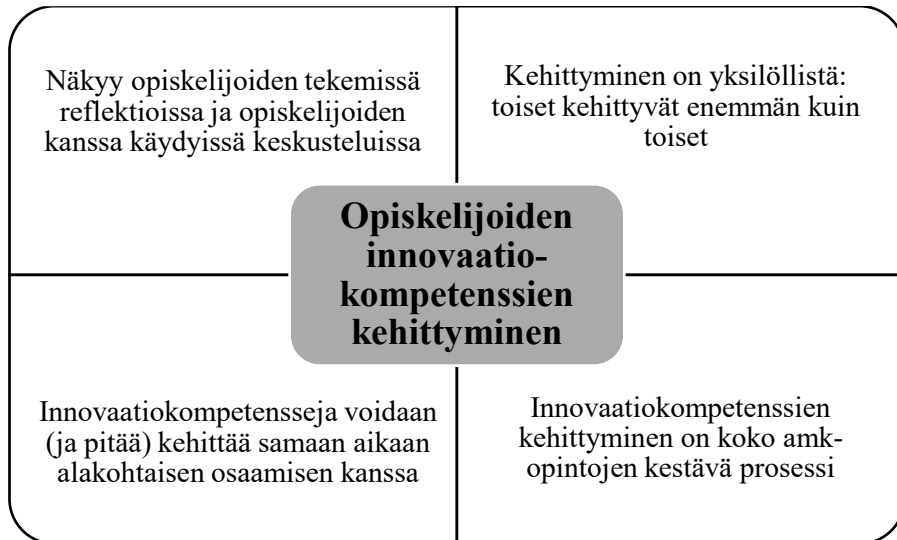 Näkyy opiskelijoiden tekemissä
reflektioissa ja opiskelijoiden
kanssa käydyissä keskusteluissa
Kehittyminen on yksilöllistä:
toiset kehittyvät enemmän kuin
toiset
Opiskelijoiden
innovaatio-
kompetenssien
kehittyminen
Innovaatiokompetensseja voidaan
(ja pitää) kehittää samaan aikaan
alakohtaisen osaamisen kanssa
Innovaatiokompetenssien
kehittyminen on koko amk-
opintojen kestävä prosessi